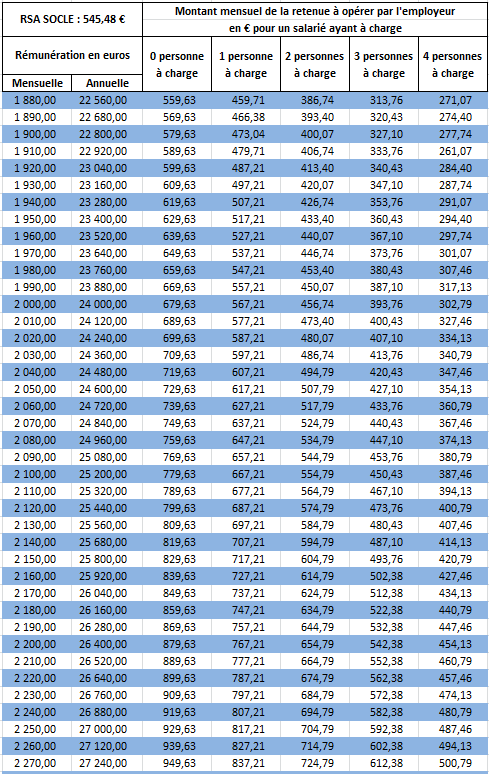 RSA SOCLE : 545,48 €
Montant mensuel de la retenue à opérer par l'employeur
en € pour un salarié ayant à charge
Rémunération en euros
0 personne 1 personne 2 personnes 3 personnes 4 personnes
à charge à charge à charge à charge à charge
Mensuelle Annuelle
1 880,00 22 560,00 559,63 459,71 386,74 313,76 271,07
1 890,00 22 680,00 569,63 466,38 393,40 320,43 274,40
1 900,00 22 800,00 579,63 473,04 400,07 327,10 277,74
1 910,00 22 920,00 589,63 479,71 406,74 333,76 261,07
1 920,00 23 040,00 599,63 487,21 413,40 340,43 284,40
1 930,00 23 160,00 609,63 497,21 420,07 347,10 287,74
1 940,00 23 280,00 619,63 507,21 426,74 353,76 291,07
1 950,00 23 400,00 629,63 517,21 433,40 360,43 294,40
1 960,00 23 520,00 639,63 527,21 440,07 367,10 297,74
1 970,00 23 640,00 649,63 537,21 446,74 373,76 301,07
1 980,00 23 760,00 659,63 547,21 453,40 380,43 307,46
1 990,00 23 880,00 669,63 557,21 450,07 387,10 317,13
2 000,00 24 000,00 679,63 567,21 456,74 393,76 302,79
2 010,00 24 120,00 689,63 577,21 473,40 400,43 327,46
2 020,00 24 240,00 699,63 587,21 480,07 407,10 334,13
2 030,00 24 360,00 709,63 597,21 486,74 413,76 340,79
2 040,00 24 480,00 719,63 607,21 494,79 420,43 347,46
2 050,00 24 600,00 729,63 617,21 507,79 427,10 354,13
2 060,00 24 720,00 739,63 627,21 517,79 433,76 360,79
2 070,00 24 840,00 749,63 637,21 524,79 440,43 367,46
2 080,00 24 960,00 759,63 647,21 534,79 447,10 374,13
2 090,00 25 080,00 769,63 657,21 544,79 453,76 380,79
2 100,00 25 200,00 779,63 667,21 554,79 450,43 387,46
2 110,00 25 320,00 789,63 677,21 564,79 467,10 394,13
2 120,00 25 440,00 799,63 687,21 574,79 473,76 400,79
2 130,00 25 560,00 809,63 697,21 584,79 480,43 407,46
2 140,00 25 680,00 819,63 707,21 594,79 487,10 414,13
2 150,00 25 800,00 829,63 717,21 604,79 493,76 420,79
2 160,00 25 920,00 839,63 727,21 614,79 502,38 427,46
2 170,00 26 040,00 849,63 737,21 624,79 512,38 434,13
2 180,00 26 160,00 859,63 747,21 634,79 522,38 440,79
2 190,00 26 280,00 869,63 757,21 644,79 532,38 447,46
2 200,00 26 400,00 879,63 767,21 654,79 542,38 454,13
2 210,00 26 520,00 889,63 777,21 664,79 552,38 460,79
2 220,00 26 640,00 899,63 787,21 674,79 562,38 457,46
2 230,00 26 760,00 909,63 797,21 684,79 572,38 474,13
2 240,00 26 880,00 919,63 807,21 694,79 582,38 480,79
2 250,00 27 000,00 929,63 817,21 704,79 592,38 487,46
2 260,00 27 120,00 939,63 827,21 714,79 602,38 494,13
2 270,00 27 240,00 949,63 837,21 724,79 612,38 500,79